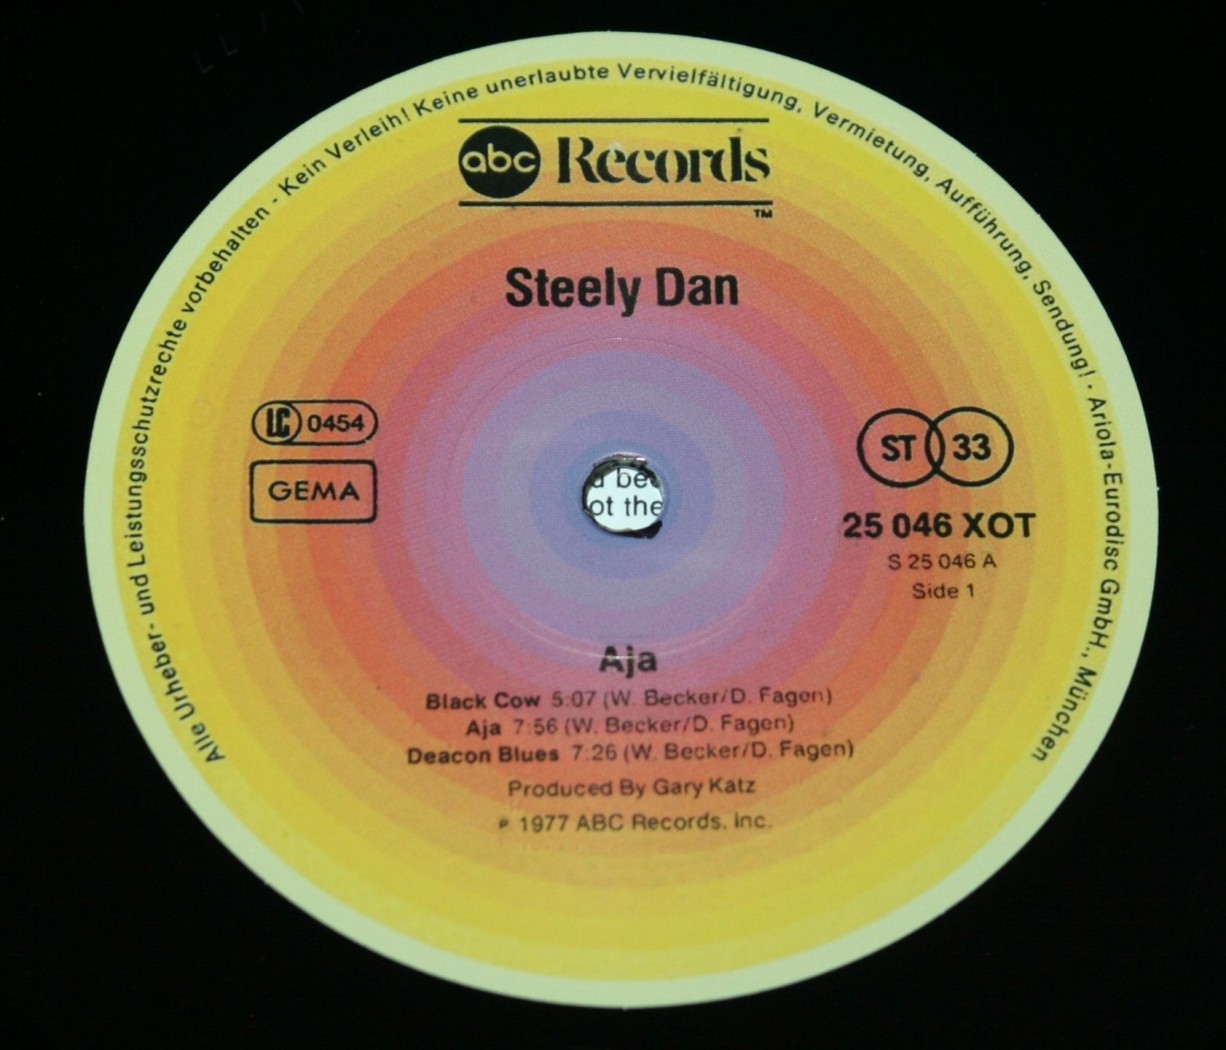 Alle Urheber- und Leistungsschutzrechte vorbehalten - Kein Verleih! Keine unerlaubte Vervielfältigung, Vermietung, Aufführung, Sendung! · Ariola-Eurodisc GmbH., München
abc Records
TM
Steely Dan
LC 0454
GEMA
ST 33
25 046 XOT
S 25 046 A
Side 1
ot the
Aja
Black Cow 5:07 (W. Becker/D. Fagen)
Aja 7:56 (W. Becker/D. Fagen)
Deacon Blues 7:26 (W. Becker/D. Fagen)
Produced By Gary Katz
℗ 1977 ABC Records, Inc.